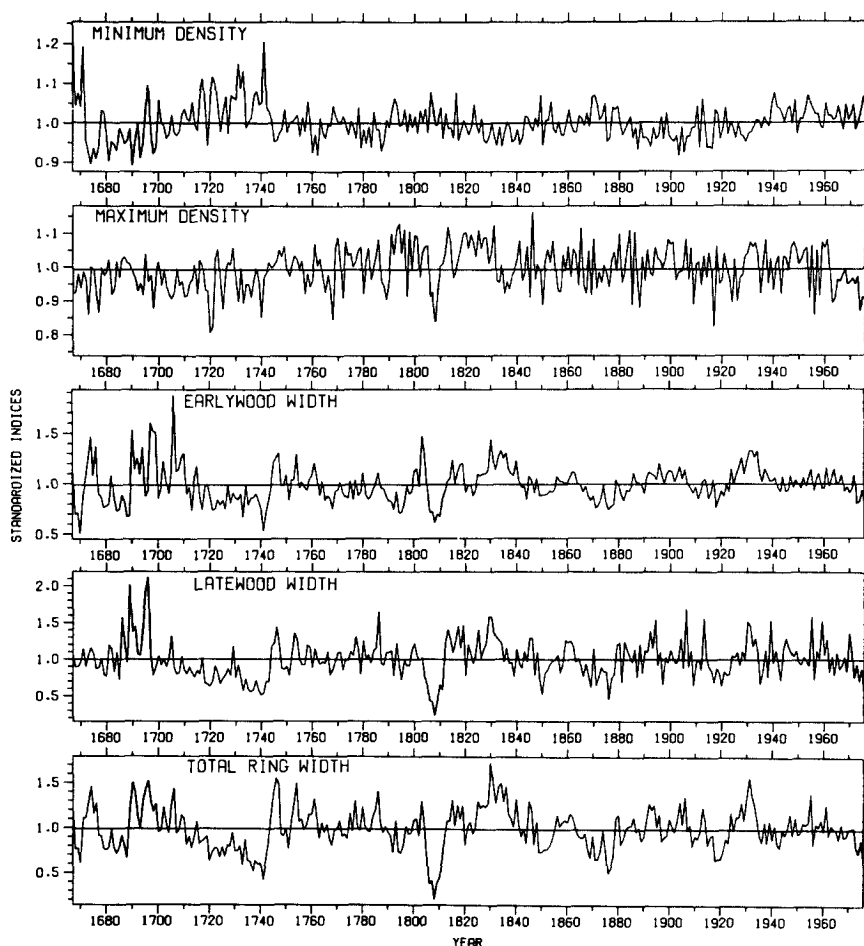 MINIMUM DENSITY
1.2
1.1
1.0
0.9
1680 1700 1720 1740 1760 1780 1800 1820 1840 1860 1880 1900 1920 1940 1960
MAXIMUM DENSITY
1.1
1.0
0.9
0.8
1680 1700 1720 1740 1760 1780 1800 1820 1840 1860 1880 1900 1920 1940 1960
STANDARDIZED INDICES
EARLYWOOD WIDTH
1.5
1.0
0.5
1680 1700 1720 1740 1760 1780 1800 1820 1840 1860 1880 1900 1920 1940 1960
LATEWOOD WIDTH
2.0
1.5
1.0
0.5
1680 1700 1720 1740 1760 1780 1800 1820 1840 1860 1880 1900 1920 1940 1960
TOTAL RING WIDTH
1.5
1.0
0.5
1680 1700 1720 1740 1760 1780 1800 1820 1840 1860 1880 1900 1920 1940 1960
YEAR